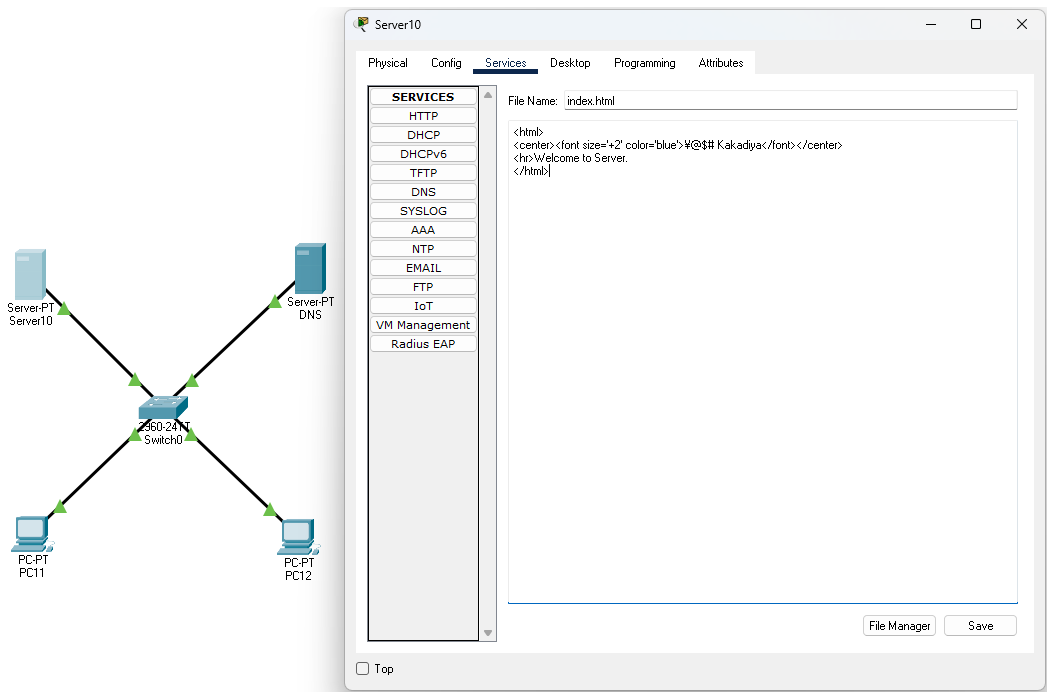 Server10
Physical Config Services Desktop Programming Attributes
SERVICES
HTTP
DHCP
DHCPv6
TFTP
DNS
SYSLOG
AAA
NTP
EMAIL
FTP
IoT
VM Management
Radius EAP
File Name: index.html
<html>
<center><font size='+2' color='blue'>¥@$# Kakadiya</font></center>
<hr>Welcome to Server.
</html>
File Manager Save
Top
Server-PT
Server10
Server-PT
DNS
2960-24TT
Switch0
PC-PT
PC11
PC-PT
PC12